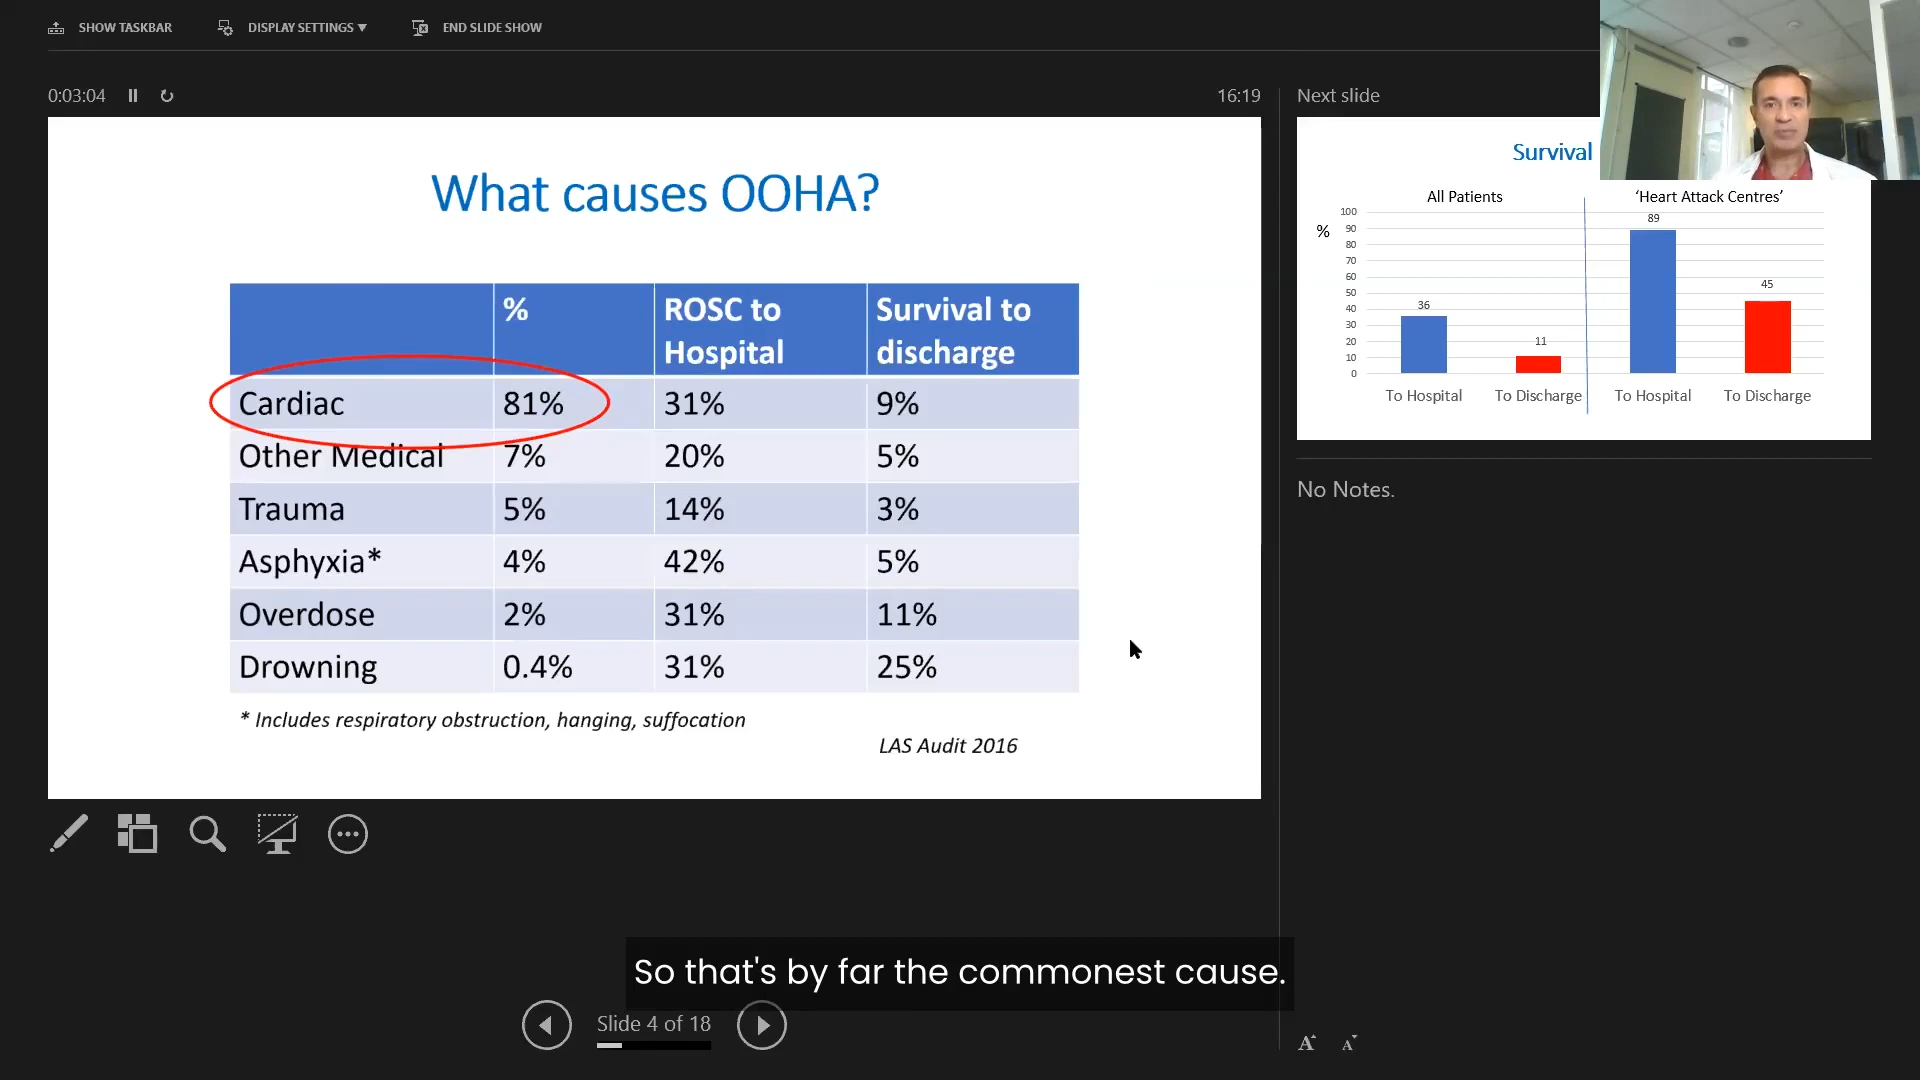 SHOW TASKBAR DISPLAY SETTINGS ▼ END SLIDE SHOW
0:03:04 16:19
What causes OOHA?
% ROSC to Hospital Survival to discharge
Cardiac 81% 31% 9%
Other Medical 7% 20% 5%
Trauma 5% 14% 3%
Asphyxia* 4% 42% 5%
Overdose 2% 31% 11%
Drowning 0.4% 31% 25%
* Includes respiratory obstruction, hanging, suffocation
LAS Audit 2016
Next slide
Survival
All Patients 'Heart Attack Centres'
%
100
90
80
70
60
50
40
30
20
10
0
36
11
89
45
To Hospital To Discharge To Hospital To Discharge
No Notes.
So that's by far the commonest cause.
Slide 4 of 18
A A